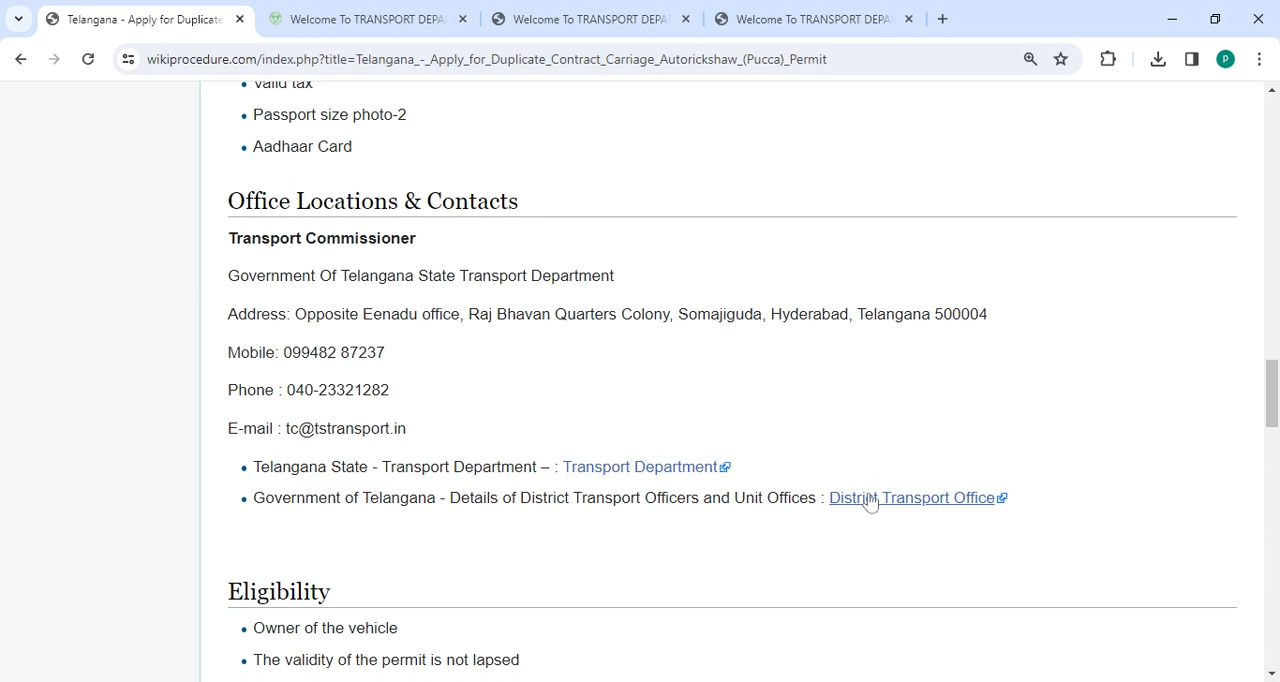 Telangana - Apply for Duplicate
Welcome To TRANSPORT DEPA
Welcome To TRANSPORT DEPA
Welcome To TRANSPORT DEPA
wikiprocedure.com/index.php?title=Telangana_-_Apply_for_Duplicate_Contract_Carriage_Autorickshaw_(Pucca)_Permit
P
Valid tax
Passport size photo-2
Aadhaar Card
Office Locations & Contacts
Transport Commissioner
Government Of Telangana State Transport Department
Address: Opposite Eenadu office, Raj Bhavan Quarters Colony, Somajiguda, Hyderabad, Telangana 500004
Mobile: 099482 87237
Phone : 040-23321282
E-mail : tc@tstransport.in
Telangana State - Transport Department – : Transport Department
Government of Telangana - Details of District Transport Officers and Unit Offices : District Transport Office
Eligibility
Owner of the vehicle
The validity of the permit is not lapsed